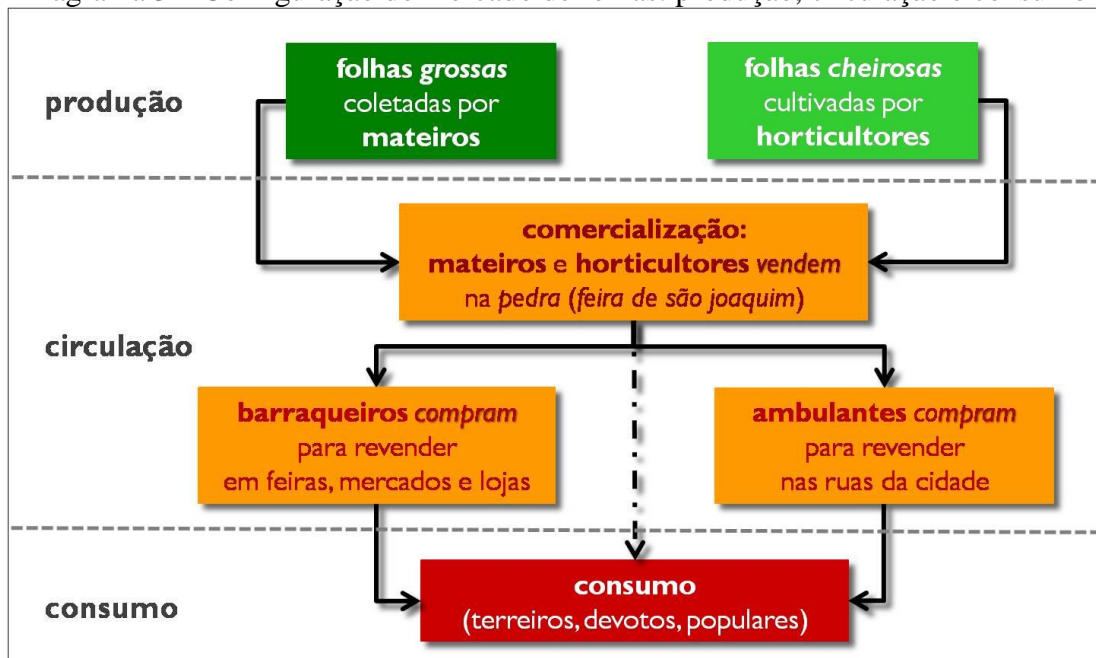 produção
folhas grossas
coletadas por
mateiros
folhas cheirosas
cultivadas por
horticultores
circulação
comercialização:
mateiros e horticultores vendem
na pedra (feira de são joaquim)
barraqueiros compram
para revender
em feiras, mercados e lojas
ambulantes compram
para revender
nas ruas da cidade
consumo
consumo
(terreiros, devotos, populares)